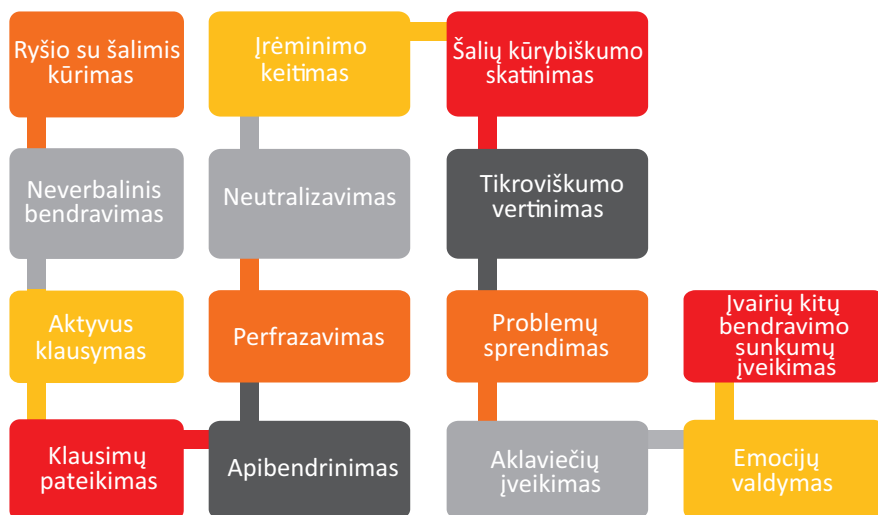 Ryšio su šalimis
kūrimas
Neverbalinis
bendravimas
Aktyvus
klausymas
Klausimų
pateikimas
Apibendrinimas
Perfrazavimas
Neutralizavimas
Įrėminimo
keitimas
Šalių kūrybiškumo
skatinimas
Tikroviškumo
vertinimas
Problemų
sprendimas
Aklaviečių
įveikimas
Emocijų
valdymas
Įvairių kitų
bendravimo
sunkumų
įveikimas